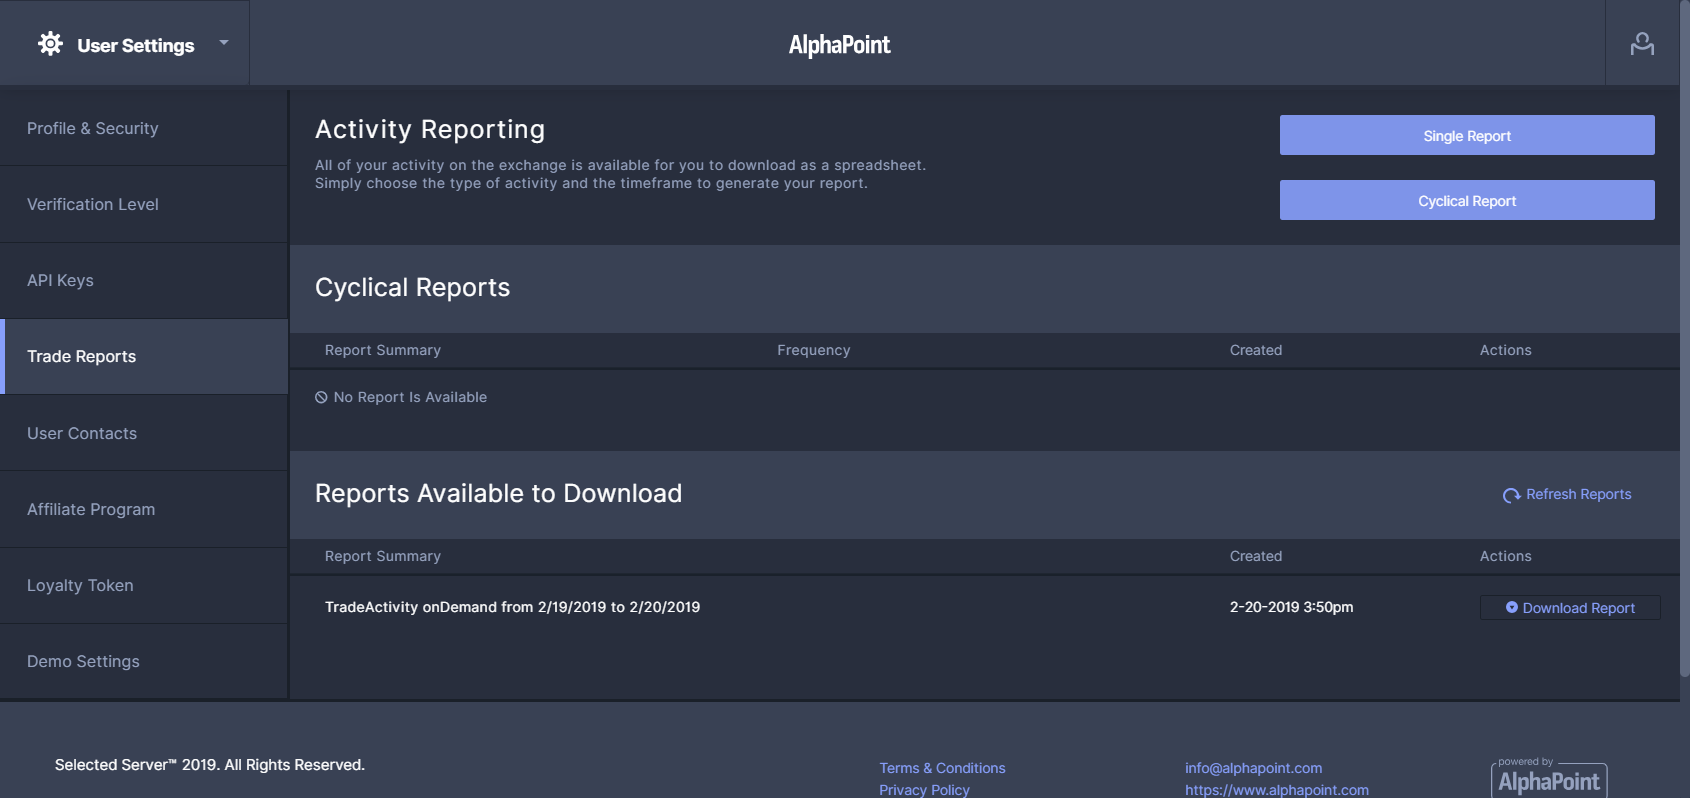 User Settings
AlphaPoint
Profile & Security
Verification Level
API Keys
Trade Reports
User Contacts
Affiliate Program
Loyalty Token
Demo Settings
Activity Reporting
All of your activity on the exchange is available for you to download as a spreadsheet.
Simply choose the type of activity and the timeframe to generate your report.
Single Report
Cyclical Report
Cyclical Reports
Report Summary Frequency Created Actions
No Report Is Available
Reports Available to Download
Refresh Reports
Report Summary Created Actions
TradeActivity onDemand from 2/19/2019 to 2/20/2019 2-20-2019 3:50pm Download Report
Selected Server™ 2019. All Rights Reserved.
Terms & Conditions
Privacy Policy
info@alphapoint.com
https://www.alphapoint.com
powered by
AlphaPoint